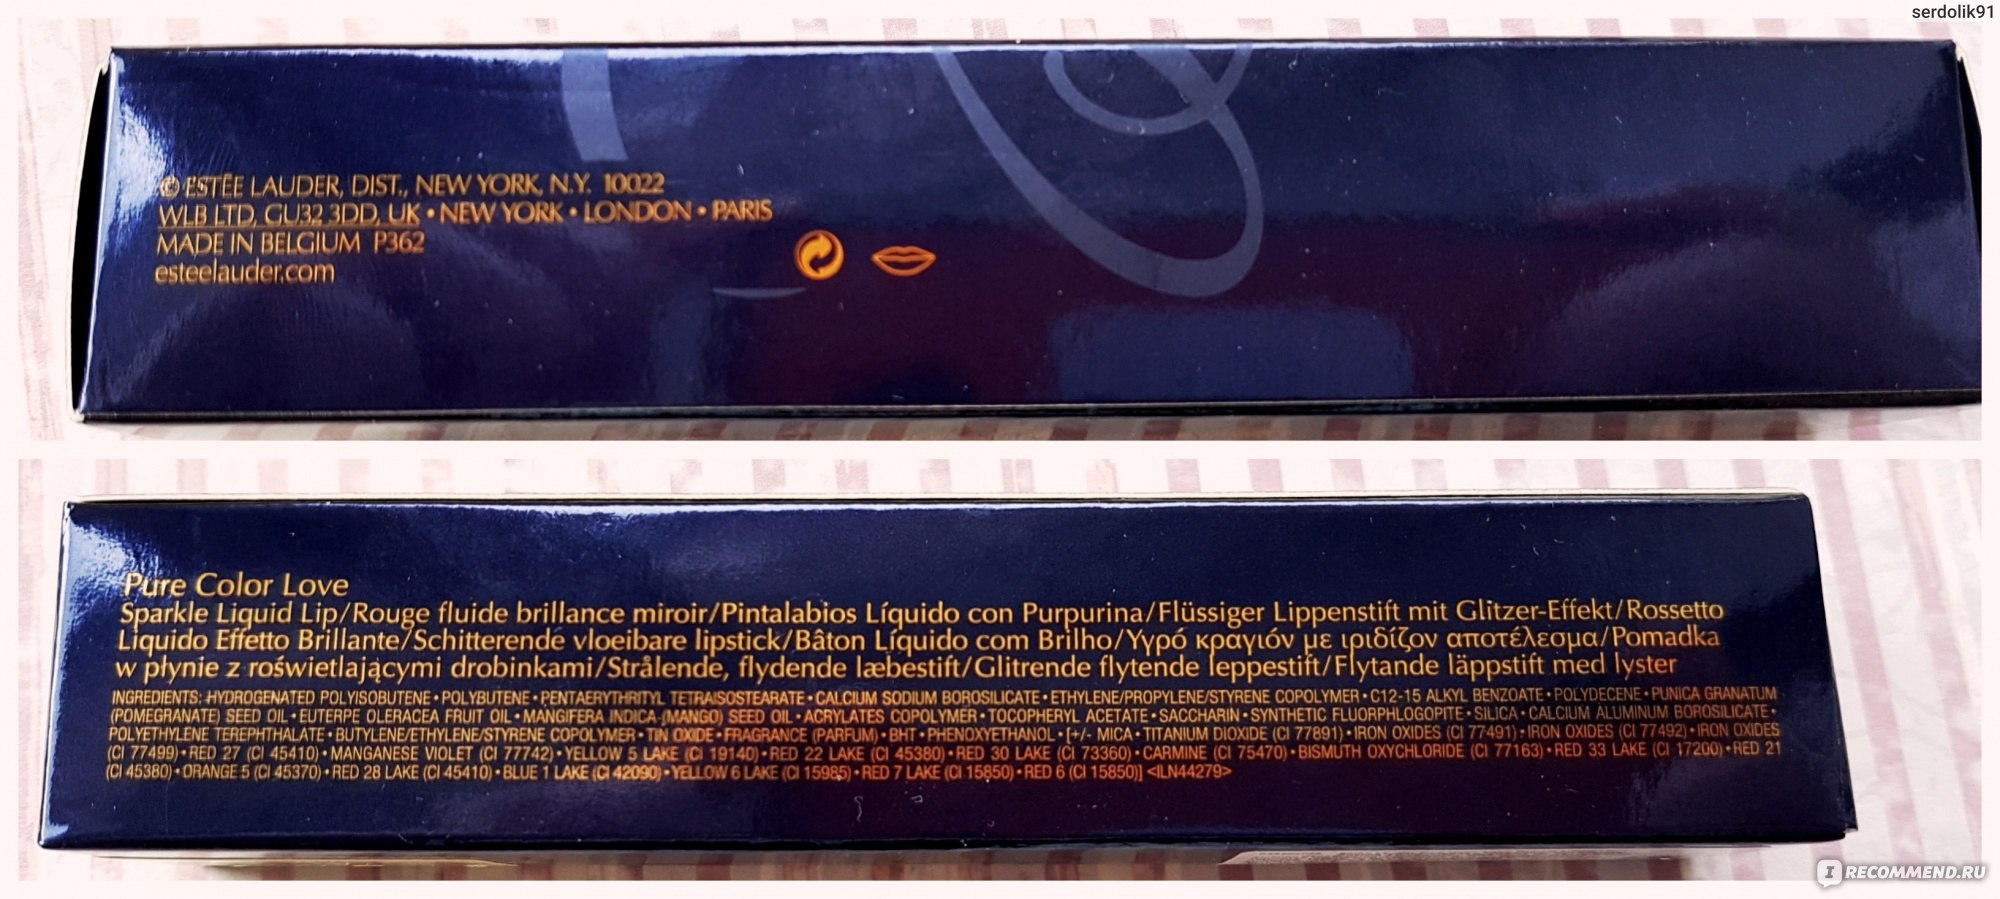 serdolik91
© ESTĒE LAUDER, DIST., NEW YORK, N.Y. 10022
WLB LTD, GU32 3DD, UK • NEW YORK • LONDON • PARIS
MADE IN BELGIUM P362
esteelauder.com
Pure Color Love
Sparkle Liquid Lip/Rouge fluide brillance miroir/Pintalabios Líquido con Purpurina/Flüssiger Lippenstift mit Glitzer-Effekt/Rossetto
Liquido Effetto Brillante/Schitterende vloeibare lipstick/Bâton Líquido com Brilho/Υγρό κραγιόν με ιριδίζον αποτέλεσμα/Pomadka
w płynie z roświetlającymi drobinkami/Strålende, flydende læbestift/Glitrende flytende leppestift/Flytande läppstift med lyster
INGREDIENTS: HYDROGENATED POLYISOBUTENE • POLYBUTENE • PENTAERYTHRITYL TETRAISOSTEARATE • CALCIUM SODIUM BOROSILICATE • ETHYLENE/PROPYLENE/STYRENE COPOLYMER • C12-15 ALKYL BENZOATE • POLYDECENE • PUNICA GRANATUM
(POMEGRANATE) SEED OIL • EUTERPE OLERACEA FRUIT OIL • MANGIFERA INDICA (MANGO) SEED OIL • ACRYLATES COPOLYMER • TOCOPHERYL ACETATE • SACCHARIN • SYNTHETIC FLUORPHLOGOPITE • SILICA • CALCIUM ALUMINUM BOROSILICATE •
POLYETHYLENE TEREPHTHALATE • BUTYLENE/ETHYLENE/STYRENE COPOLYMER • TIN OXIDE • FRAGRANCE (PARFUM) • BHT • PHENOXYETHANOL • [+/- MICA • TITANIUM DIOXIDE (CI 77891) • IRON OXIDES (CI 77491) • IRON OXIDES (CI 77492) • IRON OXIDES
(CI 77499) • RED 27 (CI 45410) • MANGANESE VIOLET (CI 77742) • YELLOW 5 LAKE (CI 19140) • RED 22 LAKE (CI 45380) • RED 30 LAKE (CI 73360) • CARMINE (CI 75470) • BISMUTH OXYCHLORIDE (CI 77163) • RED 33 LAKE (CI 17200) • RED 21
(CI 45380) • ORANGE 5 (CI 45370) • RED 28 LAKE (CI 45410) • BLUE 1 LAKE (CI 42090) • YELLOW 6 LAKE (CI 15985) • RED 7 LAKE (CI 15850) • RED 6 (CI 15850)] <ILN44279>
IRECOMMEND.RU